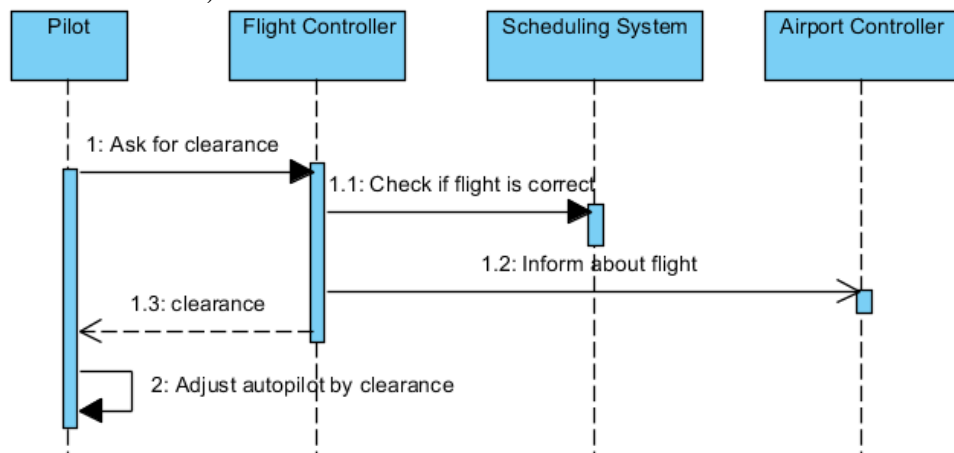 Pilot
Flight Controller
Scheduling System
Airport Controller
1: Ask for clearance
1.1: Check if flight is correct
1.2: Inform about flight
1.3: clearance
2: Adjust autopilot by clearance